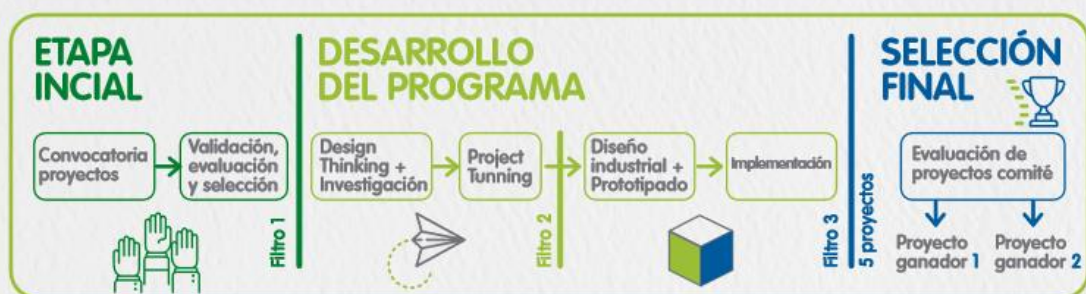 ETAPA
INCIAL
Convocatoria
proyectos
Validación,
evaluación
y selección
Filtro 1
DESARROLLO
DEL PROGRAMA
Design
Thinking +
Investigación
Project
Tunning
Filtro 2
Diseño
industrial +
Prototipado
Implementación
Filtro 3
5 proyectos
SELECCIÓN
FINAL
Evaluación de
proyectos comité
Proyecto
ganador 1
Proyecto
ganador 2